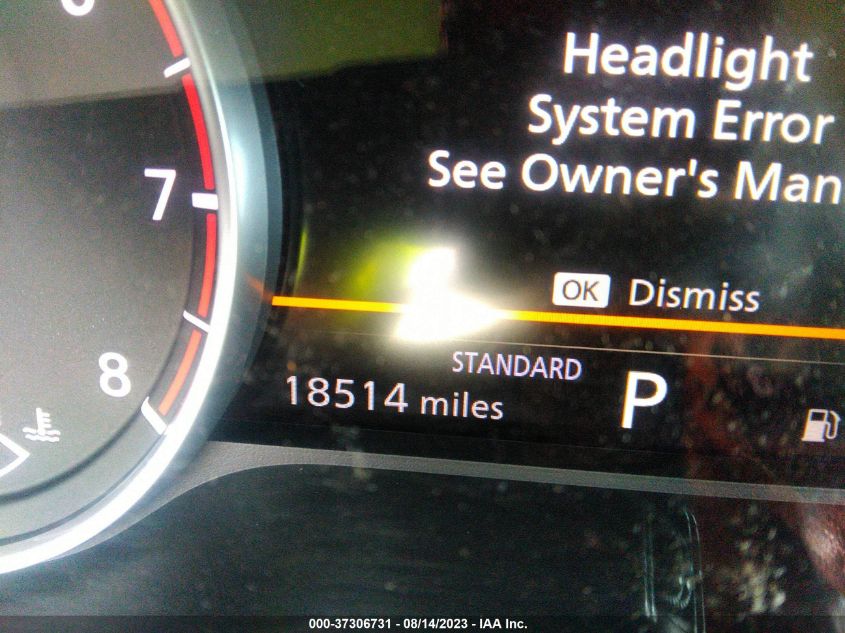 6
Headlight
System Error
See Owner's Man
7
OK Dismiss
STANDARD
8
18514 miles
P
000-37306731 - 08/14/2023 - IAA Inc.